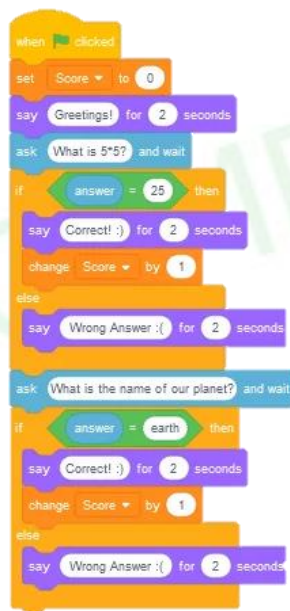 when clicked
set Score to 0
say Greetings! for 2 seconds
ask What is 5*5? and wait
if answer = 25 then
say Correct! :) for 2 seconds
change Score by 1
else
say Wrong Answer :( for 2 seconds
ask What is the name of our planet? and wait
if answer = earth then
say Correct! :) for 2 seconds
change Score by 1
else
say Wrong Answer :( for 2 seconds